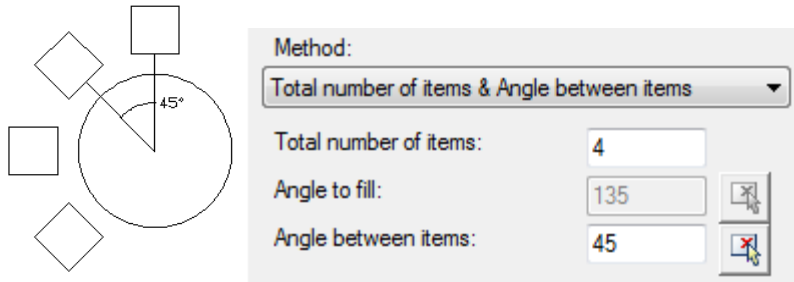 45°
Method:
Total number of items & Angle between items
Total number of items:
4
Angle to fill:
135
Angle between items:
45